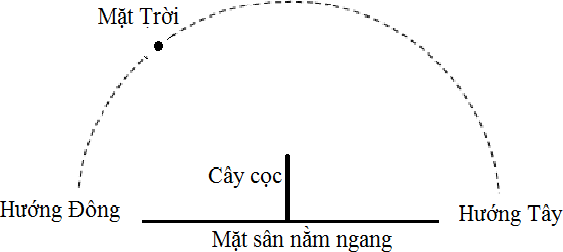 Mặt Trời
Cây cọc
Hướng Đông
Hướng Tây
Mặt sân nằm ngang